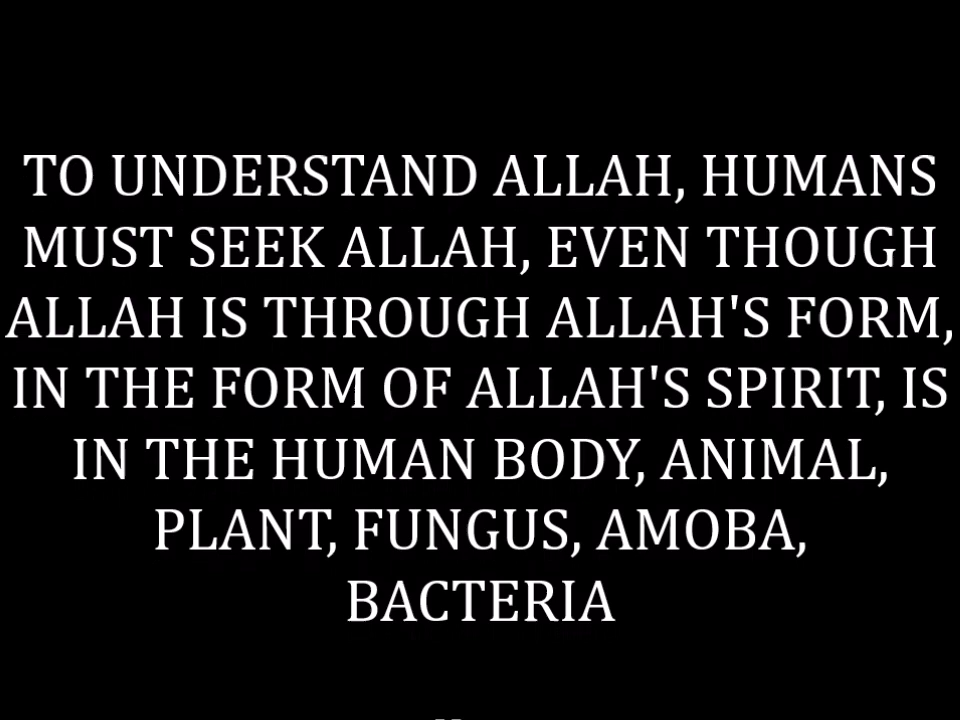 TO UNDERSTAND ALLAH, HUMANS
MUST SEEK ALLAH, EVEN THOUGH
ALLAH IS THROUGH ALLAH'S FORM,
IN THE FORM OF ALLAH'S SPIRIT, IS
IN THE HUMAN BODY, ANIMAL,
PLANT, FUNGUS, AMOBA,
BACTERIA